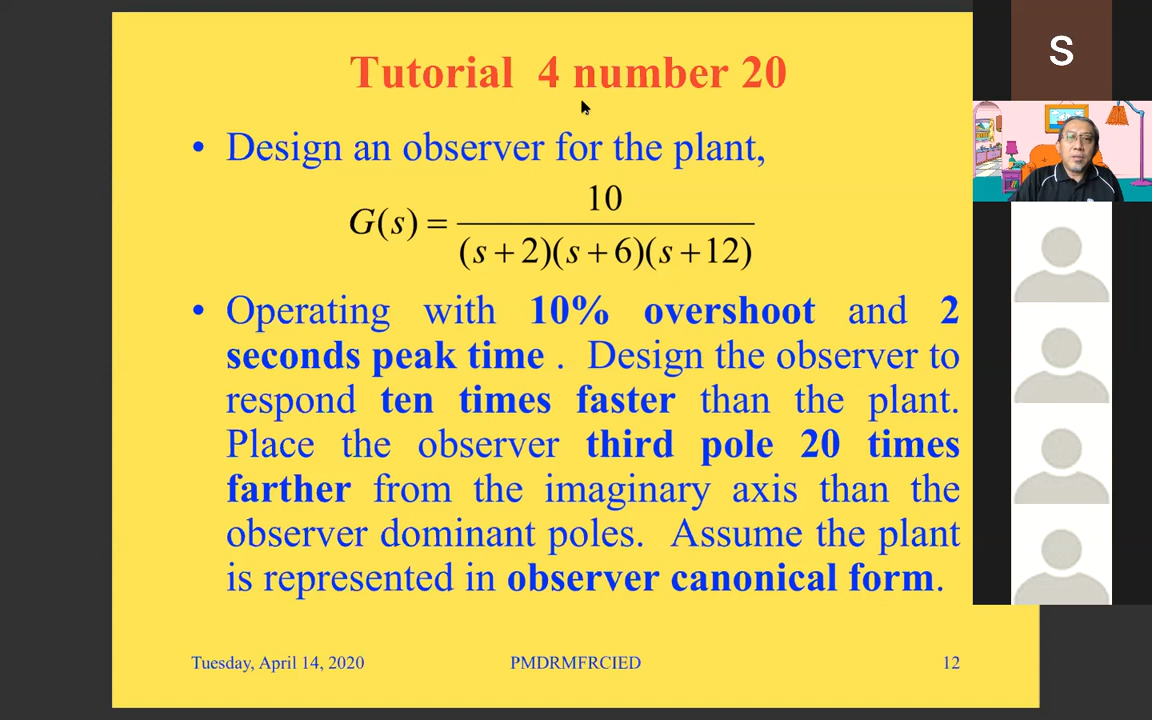 Tutorial 4 number 20
• Design an observer for the plant,
G(s) = 10 / (s + 2)(s + 6)(s + 12)
• Operating with 10% overshoot and 2
seconds peak time . Design the observer to
respond ten times faster than the plant.
Place the observer third pole 20 times
farther from the imaginary axis than the
observer dominant poles. Assume the plant
is represented in observer canonical form.
Tuesday, April 14, 2020
PMDRMFRCIED
12
S